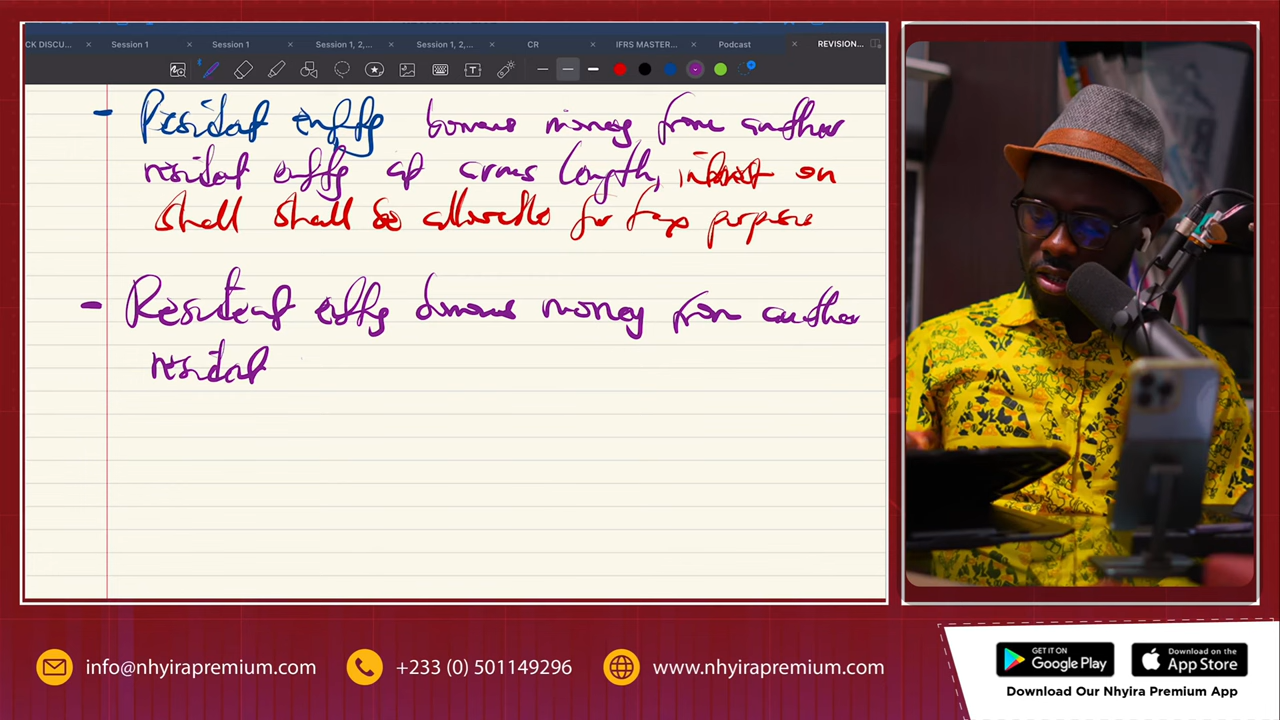 CK DISCU...
Session 1
Session 1
Session 1, 2,...
Session 1, 2,...
CR
IFRS MASTER...
Podcast
REVISION...
- Resident entity borrows money from another
resident entity at arms length, interest on
shall shall be allowable for tax purpose
- Resident entity borrows money from another
resident
info@nhyirapremium.com
+233 (0) 501149296
www.nhyirapremium.com
GET IT ON
Google Play
Download on the
App Store
Download Our Nhyira Premium App